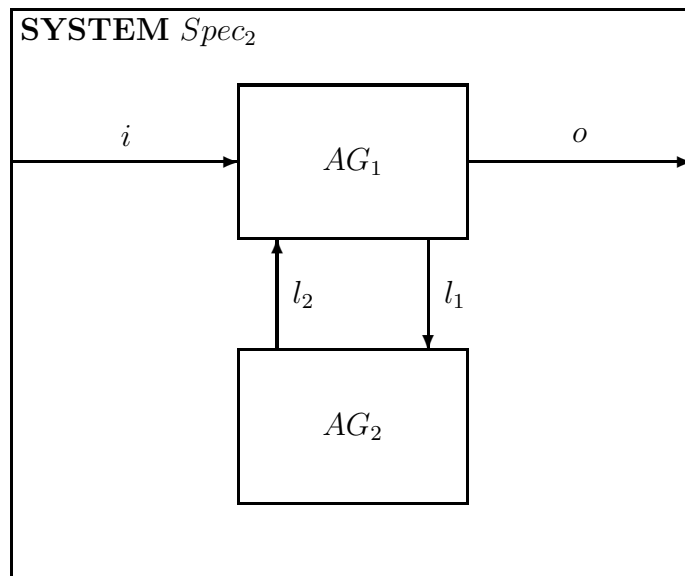 SYSTEM Spec₂
i
o
AG₁
l₂
l₁
AG₂